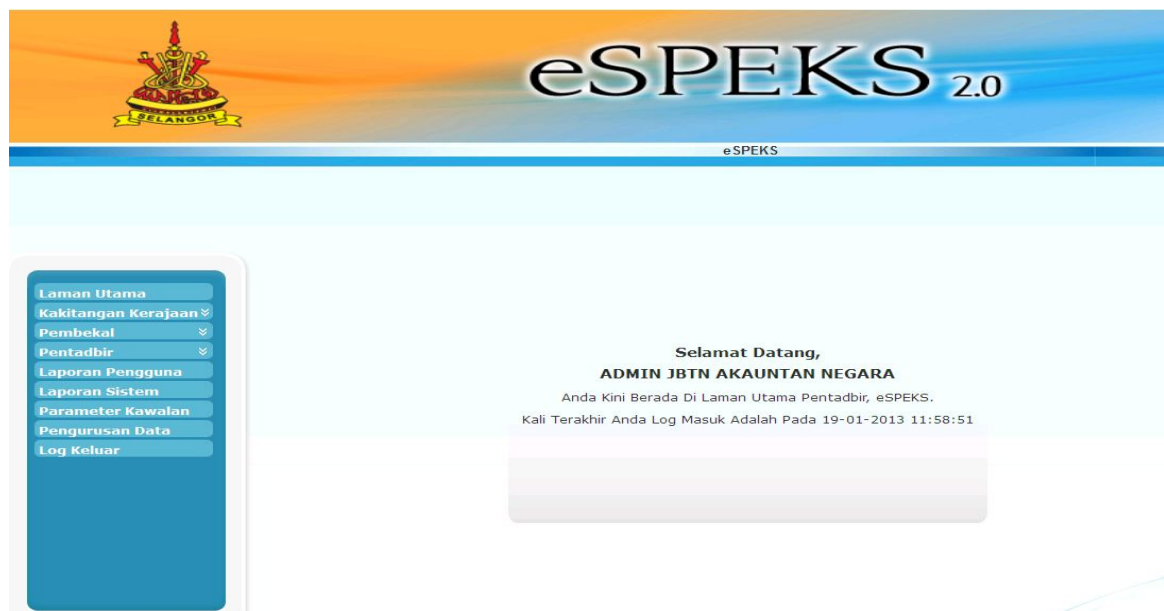 SELANGOR
eSPEKS 2.0
eSPEKS
Laman Utama
Kakitangan Kerajaan
Pembekal
Pentadbir
Laporan Pengguna
Laporan Sistem
Parameter Kawalan
Pengurusan Data
Log Keluar
Selamat Datang,
ADMIN JBTN AKAUNTAN NEGARA
Anda Kini Berada Di Laman Utama Pentadbir, eSPEKS.
Kali Terakhir Anda Log Masuk Adalah Pada 19-01-2013 11:58:51